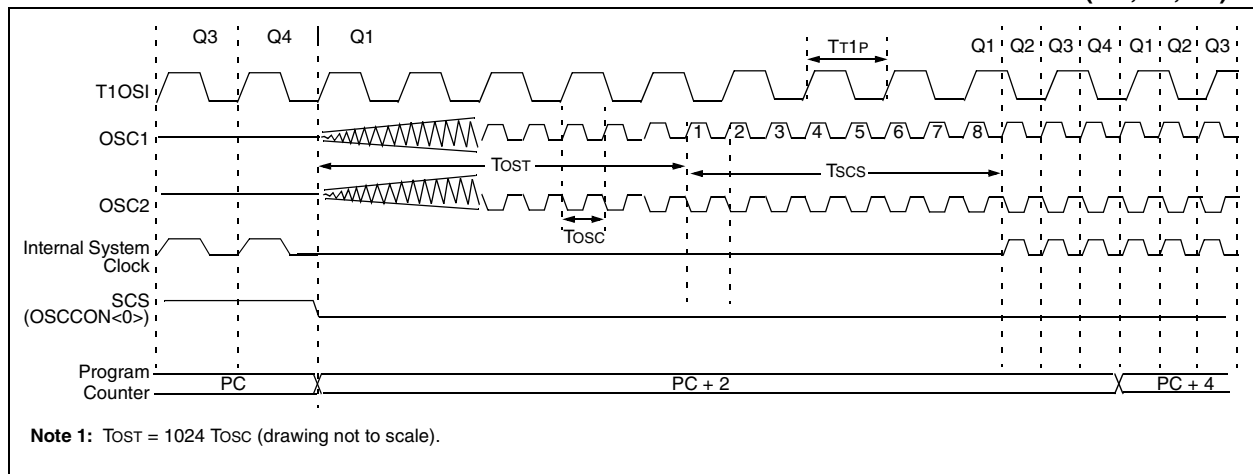 Q3 Q4 Q1 Q1 Q2 Q3 Q4 Q1 Q2 Q3
TT1P
T1OSI
OSC1
1 2 3 4 5 6 7 8
TOST
TSCS
OSC2
TOSC
Internal System
Clock
SCS
(OSCCON<0>)
Program
Counter
PC
PC + 2
PC + 4
Note 1: TOST = 1024 TOSC (drawing not to scale).